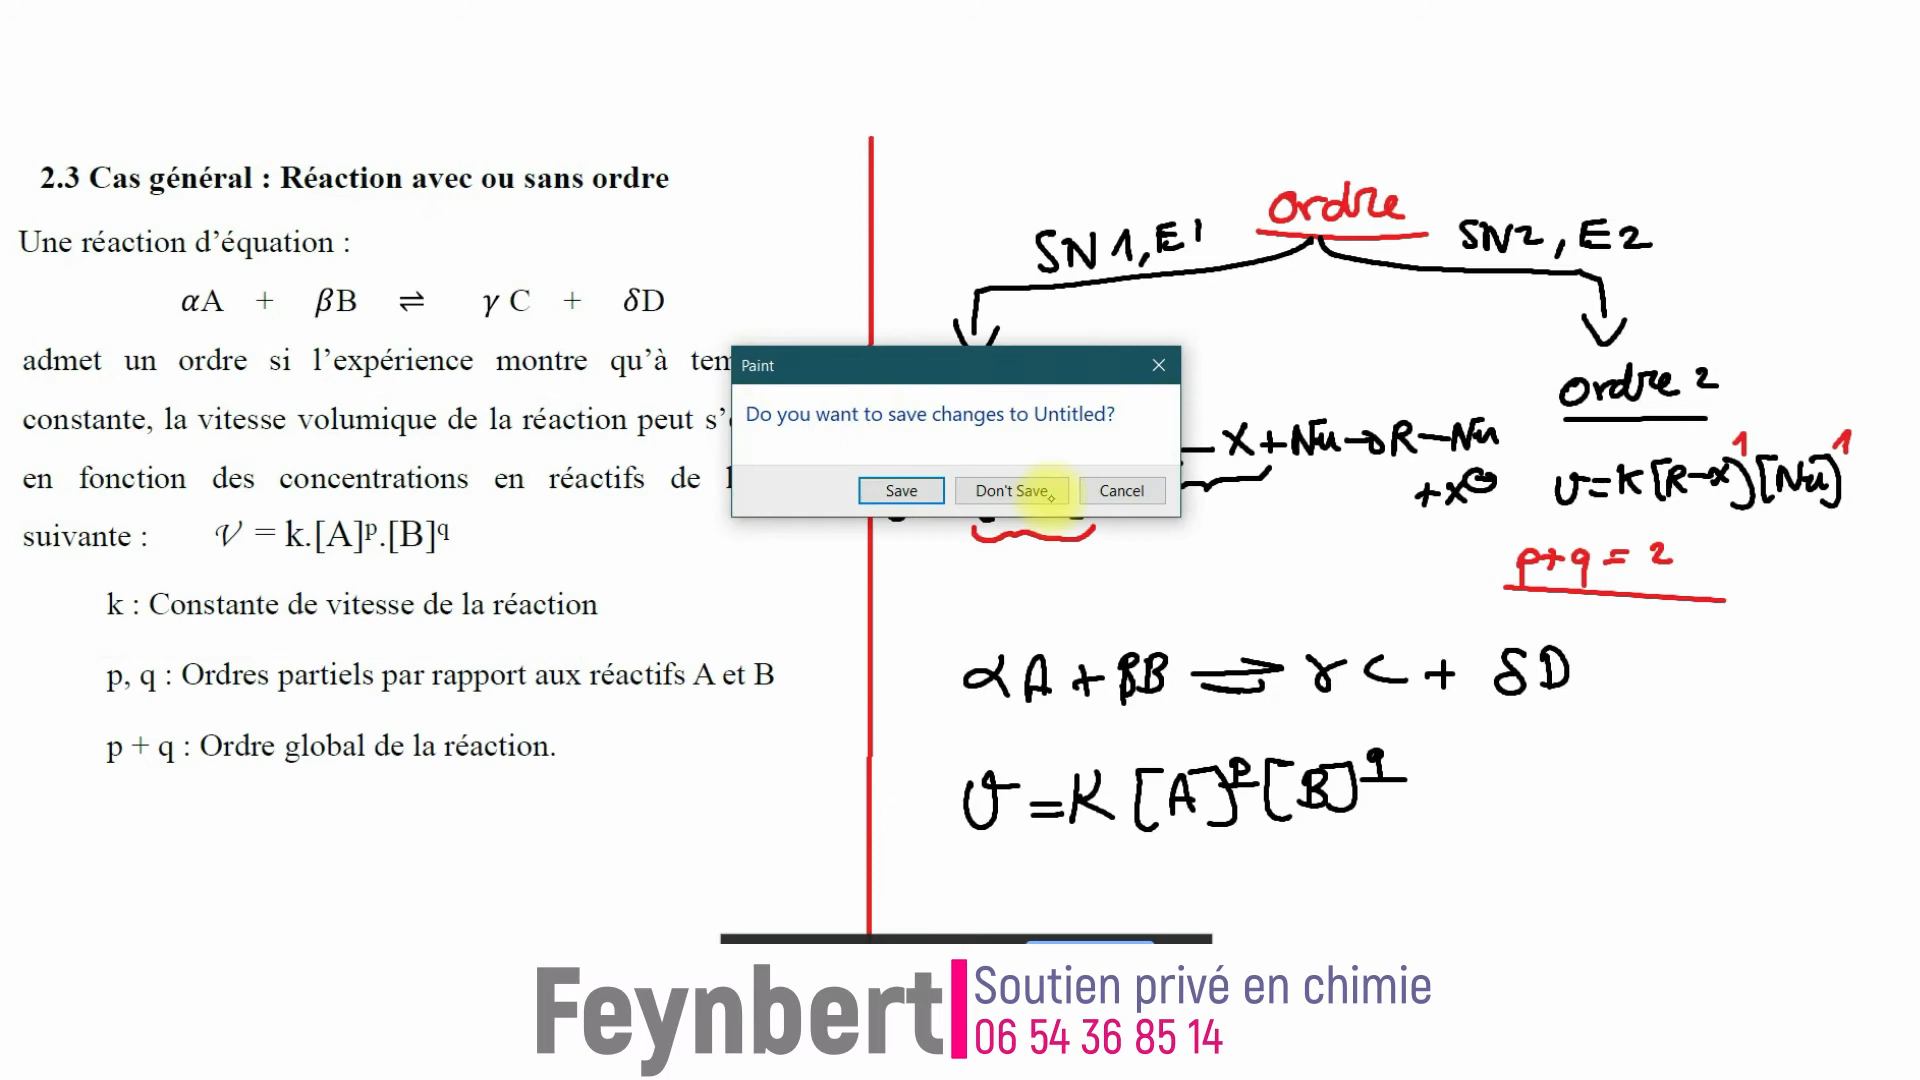 2.3 Cas général : Réaction avec ou sans ordre
Une réaction d’équation :
αA + βB ⇌ γ C + δD
admet un ordre si l’expérience montre qu’à
constante, la vitesse volumique de la réaction peut
en fonction des concentrations en réactifs de
suivante : 𝒱 = k.[A]ᵖ.[B]^q
k : Constante de vitesse de la réaction
p, q : Ordres partiels par rapport aux réactifs A et B
p + q : Ordre global de la réaction.
ordre
SN1, E1
SN2, E2
Paint
Do you want to save changes to Untitled?
Save Don't Save Cancel
ordre 2
– X + Nu → R – Nu
+ X⊖
v = K [R–X]¹ [Nu]¹
p+q = 2
αA + βB ⇌ γC + δD
v = K [A]ᵖ [B]^q
Feynbert
Soutien privé en chimie
06 54 36 85 14